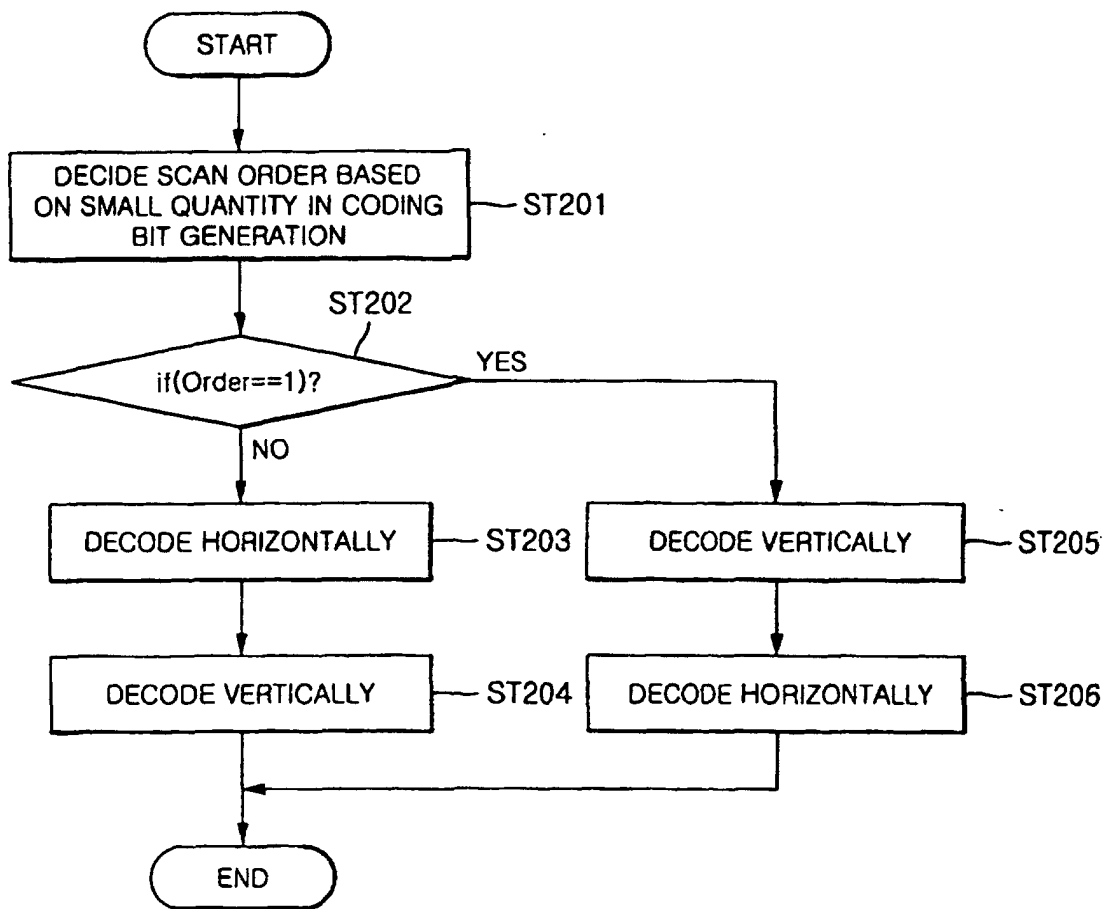 START
DECIDE SCAN ORDER BASED
ON SMALL QUANTITY IN CODING
BIT GENERATION
ST201
ST202
if(Order==1)?
YES
NO
DECODE HORIZONTALLY
ST203
DECODE VERTICALLY
ST205
DECODE VERTICALLY
ST204
DECODE HORIZONTALLY
ST206
END